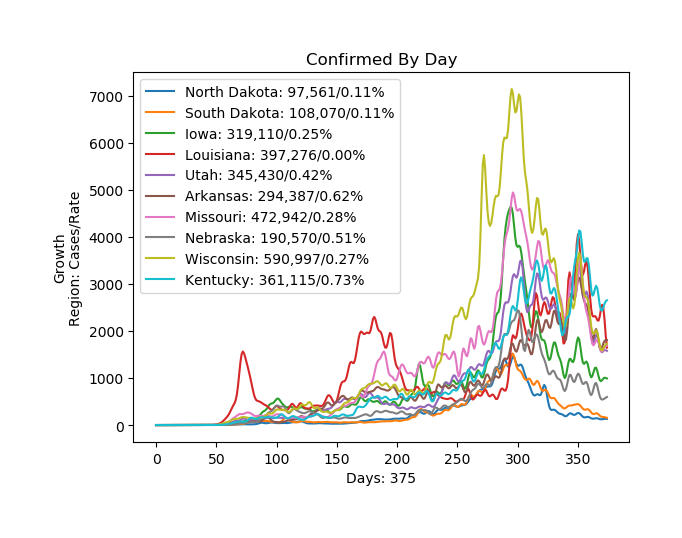 Confirmed By Day
Growth
Region: Cases/Rate
7000
6000
5000
4000
3000
2000
1000
0
North Dakota: 97,561/0.11%
South Dakota: 108,070/0.11%
Iowa: 319,110/0.25%
Louisiana: 397,276/0.00%
Utah: 345,430/0.42%
Arkansas: 294,387/0.62%
Missouri: 472,942/0.28%
Nebraska: 190,570/0.51%
Wisconsin: 590,997/0.27%
Kentucky: 361,115/0.73%
0 50 100 150 200 250 300 350
Days: 375